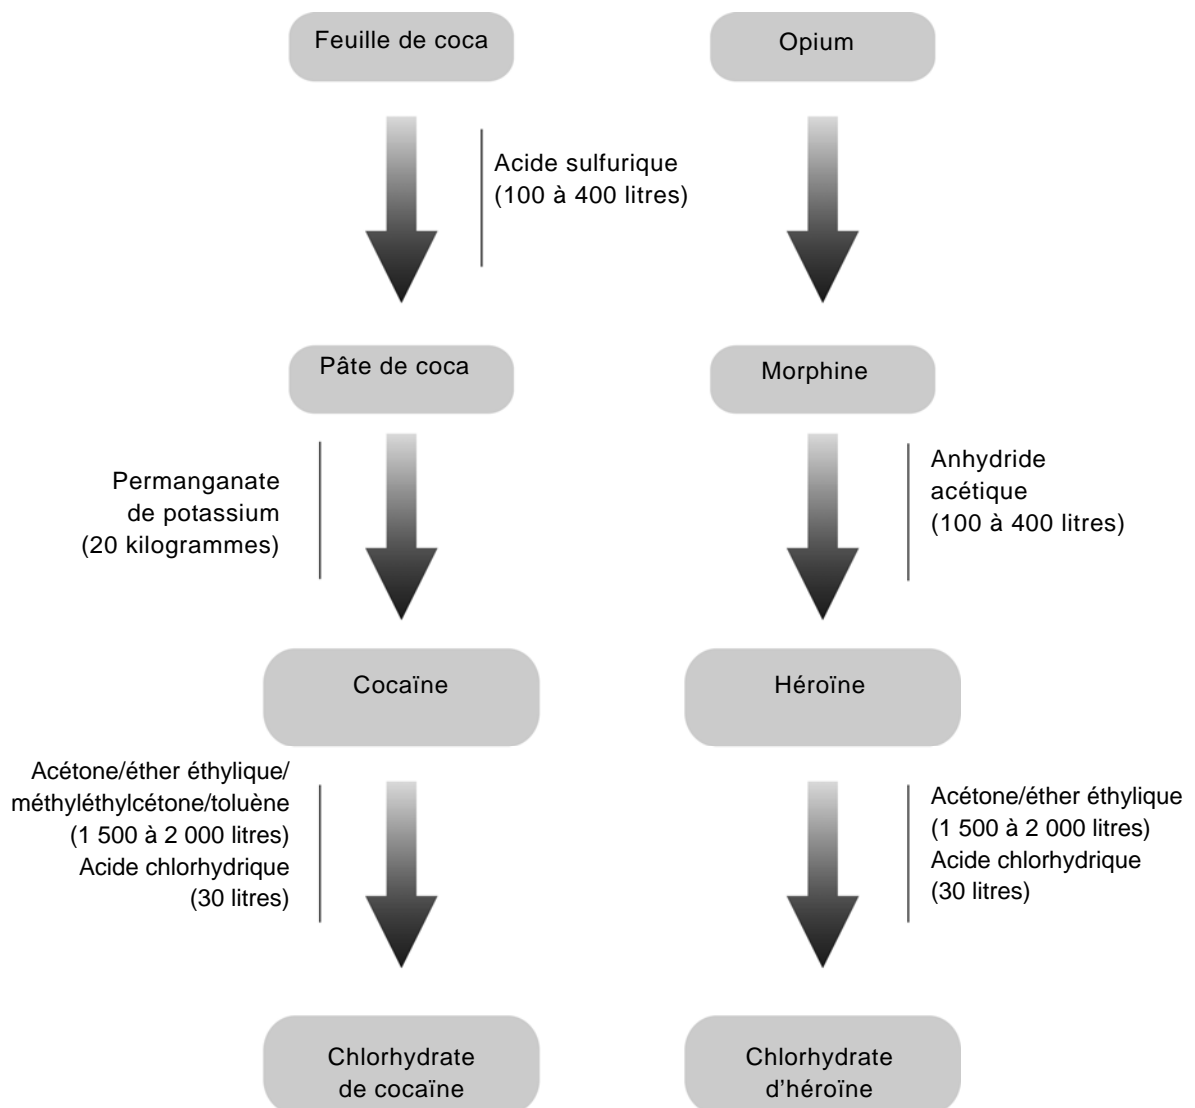 Feuille de coca
Opium
Acide sulfurique
(100 à 400 litres)
Pâte de coca
Morphine
Permanganate
de potassium
(20 kilogrammes)
Anhydride
acétique
(100 à 400 litres)
Cocaïne
Héroïne
Acétone/éther éthylique/
méthyléthylcétone/toluène
(1 500 à 2 000 litres)
Acide chlorhydrique
(30 litres)
Acétone/éther éthylique
(1 500 à 2 000 litres)
Acide chlorhydrique
(30 litres)
Chlorhydrate
de cocaïne
Chlorhydrate
d'héroïne